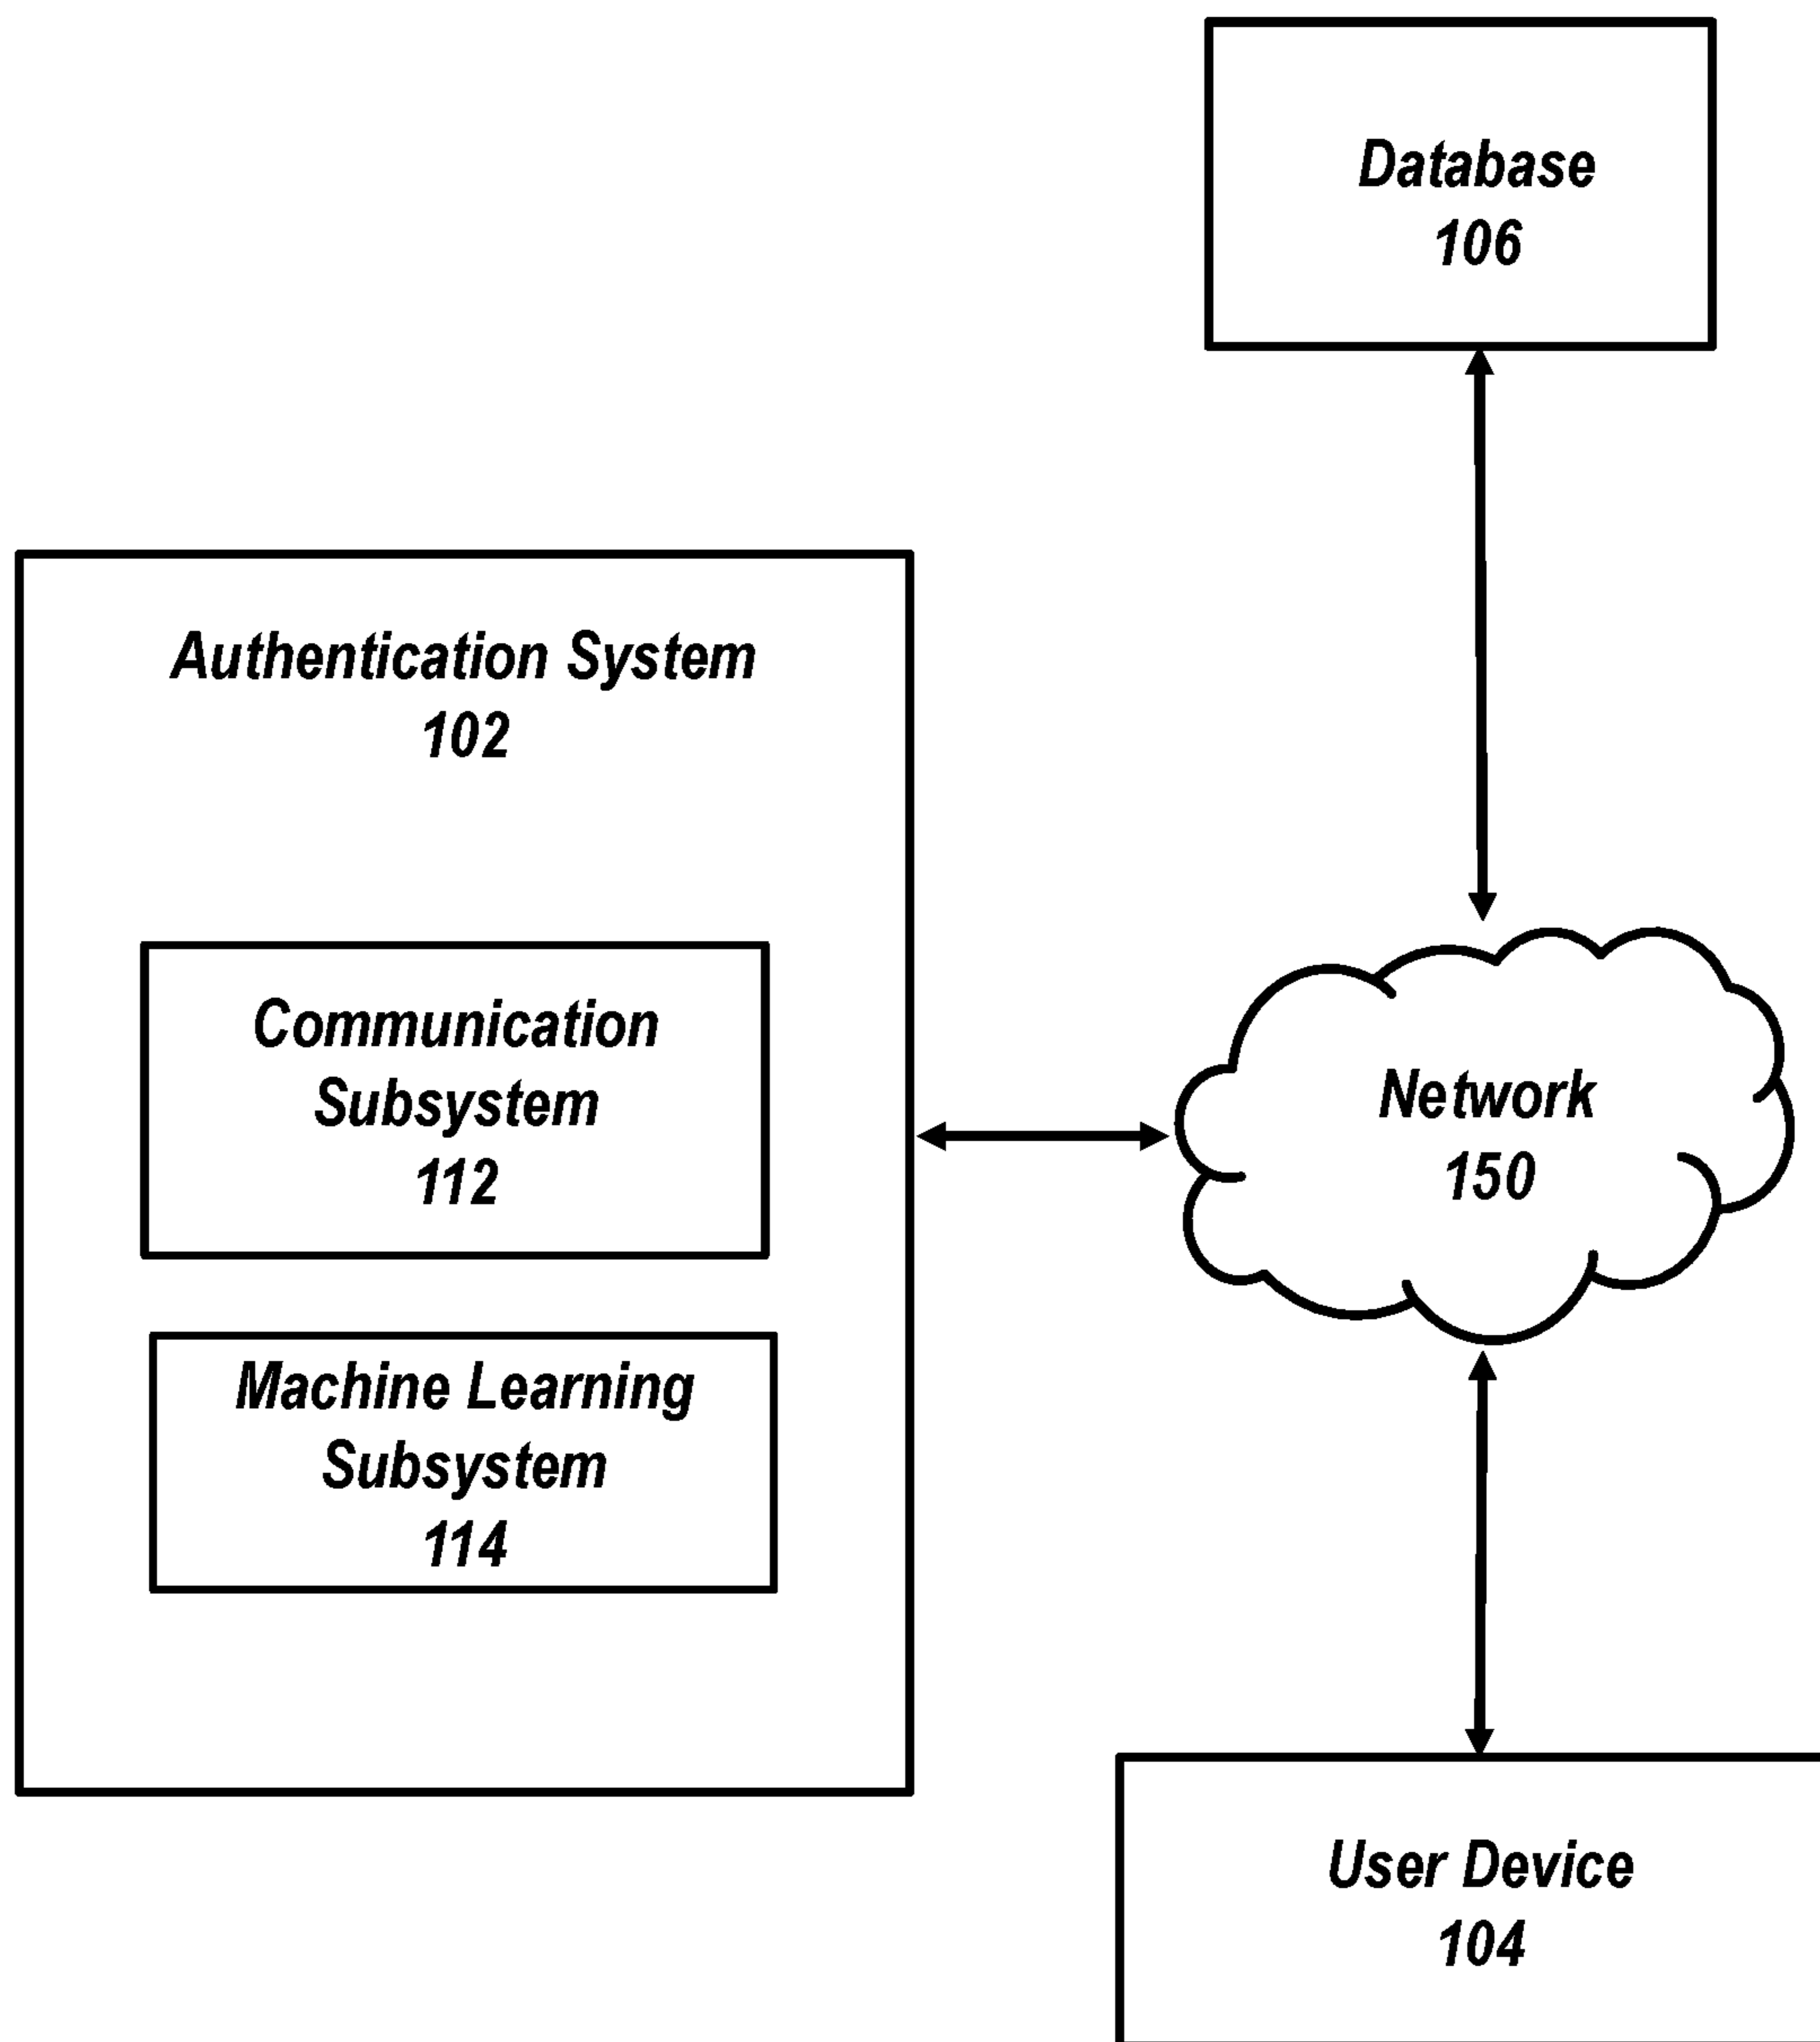 Database
106
Authentication System
102
Communication
Subsystem
112
Network
150
Machine Learning
Subsystem
114
User Device
104